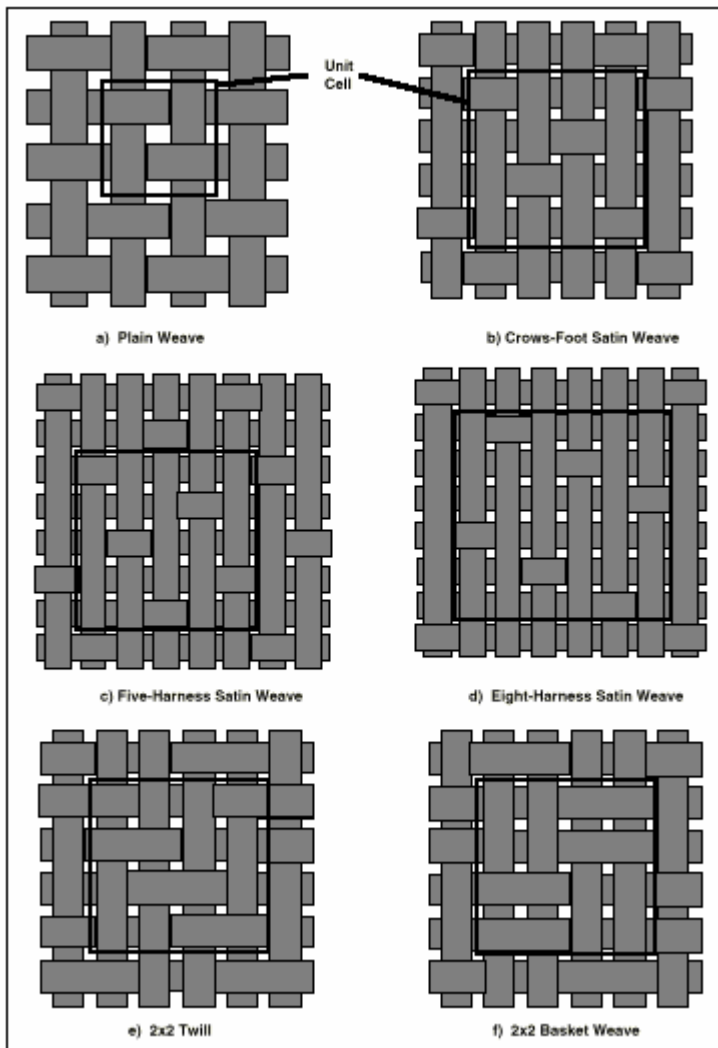 Unit
Cell
a) Plain Weave
b) Crows-Foot Satin Weave
c) Five-Harness Satin Weave
d) Eight-Harness Satin Weave
e) 2x2 Twill
f) 2x2 Basket Weave